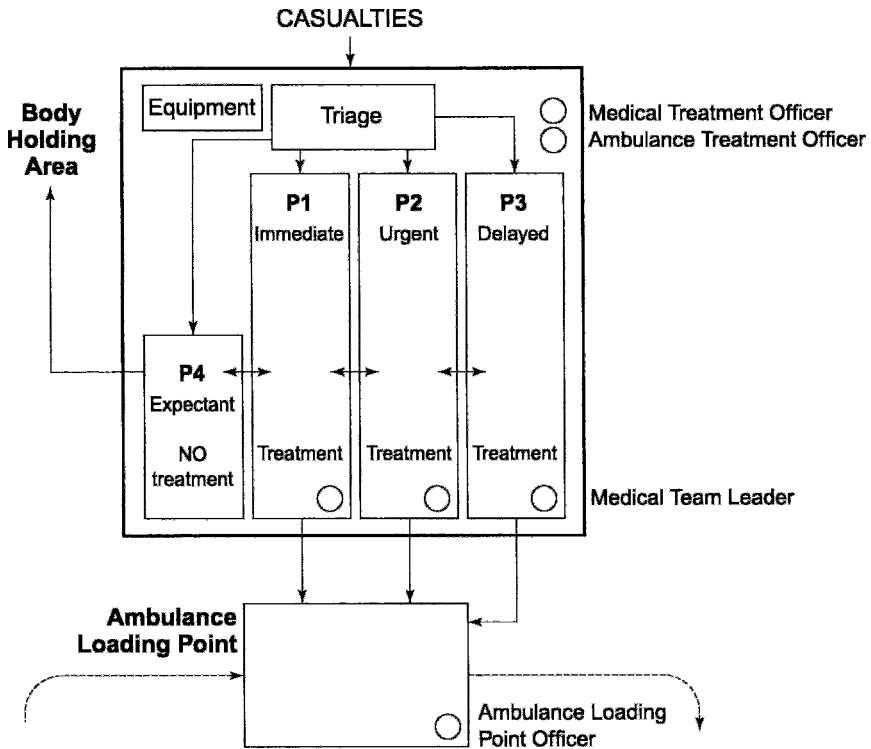 CASUALTIES
Equipment
Triage
Medical Treatment Officer
Ambulance Treatment Officer
Body
Holding
Area
P1
Immediate
P2
Urgent
P3
Delayed
P4
Expectant
NO
treatment
Treatment
Treatment
Treatment
Medical Team Leader
Ambulance
Loading Point
Ambulance Loading
Point Officer